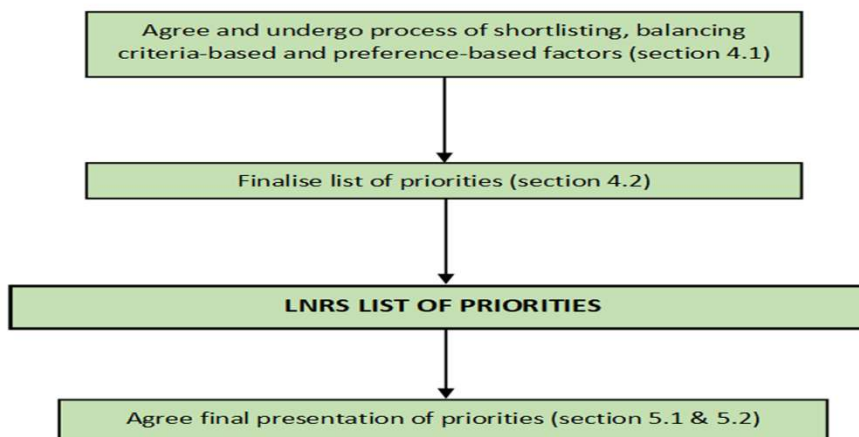 Agree and undergo process of shortlisting, balancing
criteria-based and preference-based factors (section 4.1)
Finalise list of priorities (section 4.2)
LNRS LIST OF PRIORITIES
Agree final presentation of priorities (section 5.1 & 5.2)